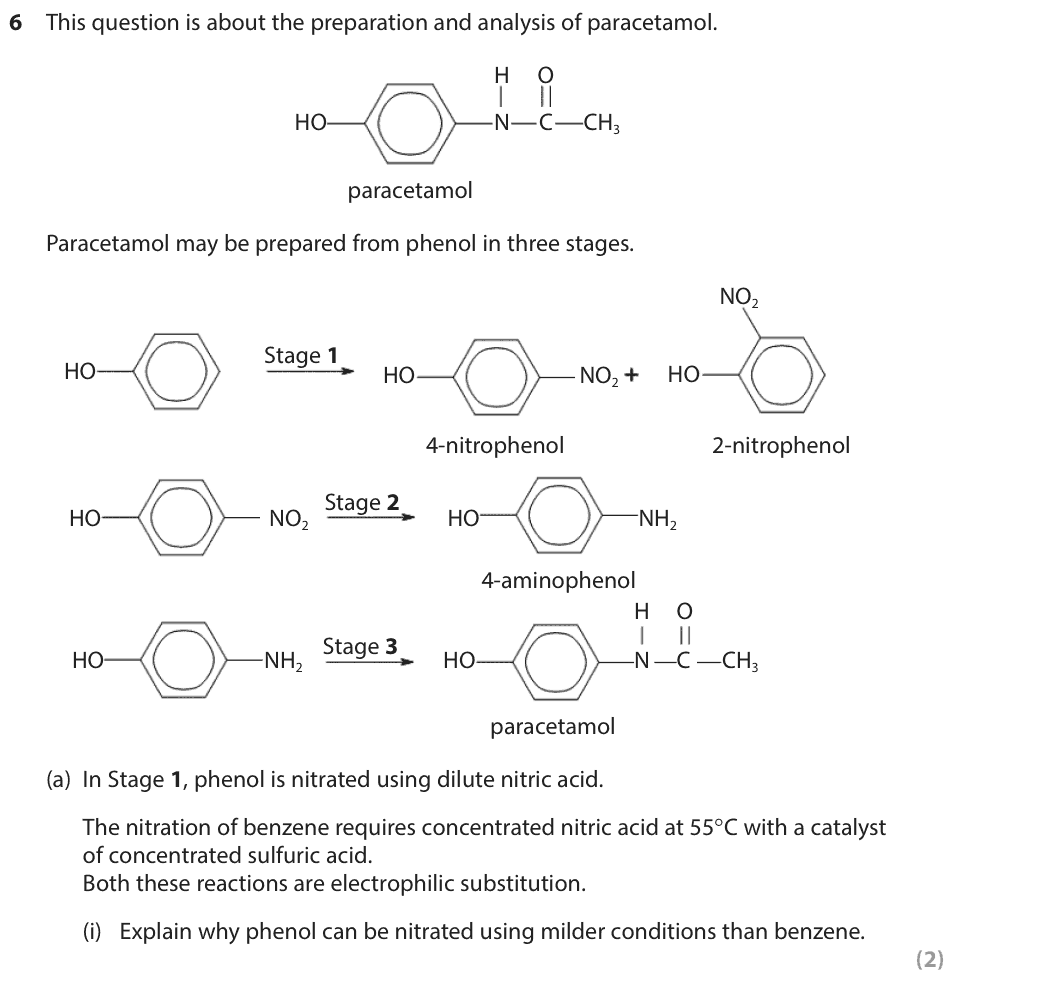 6 This question is about the preparation and analysis of paracetamol.
H O
HO N C CH₃
paracetamol
Paracetamol may be prepared from phenol in three stages.
NO₂
HO Stage 1 HO NO₂ + HO
4-nitrophenol 2-nitrophenol
HO NO₂ Stage 2 HO NH₂
4-aminophenol
H O
HO NH₂ Stage 3 HO N C CH₃
paracetamol
(a) In Stage 1, phenol is nitrated using dilute nitric acid.
The nitration of benzene requires concentrated nitric acid at 55°C with a catalyst
of concentrated sulfuric acid.
Both these reactions are electrophilic substitution.
(i) Explain why phenol can be nitrated using milder conditions than benzene.
(2)